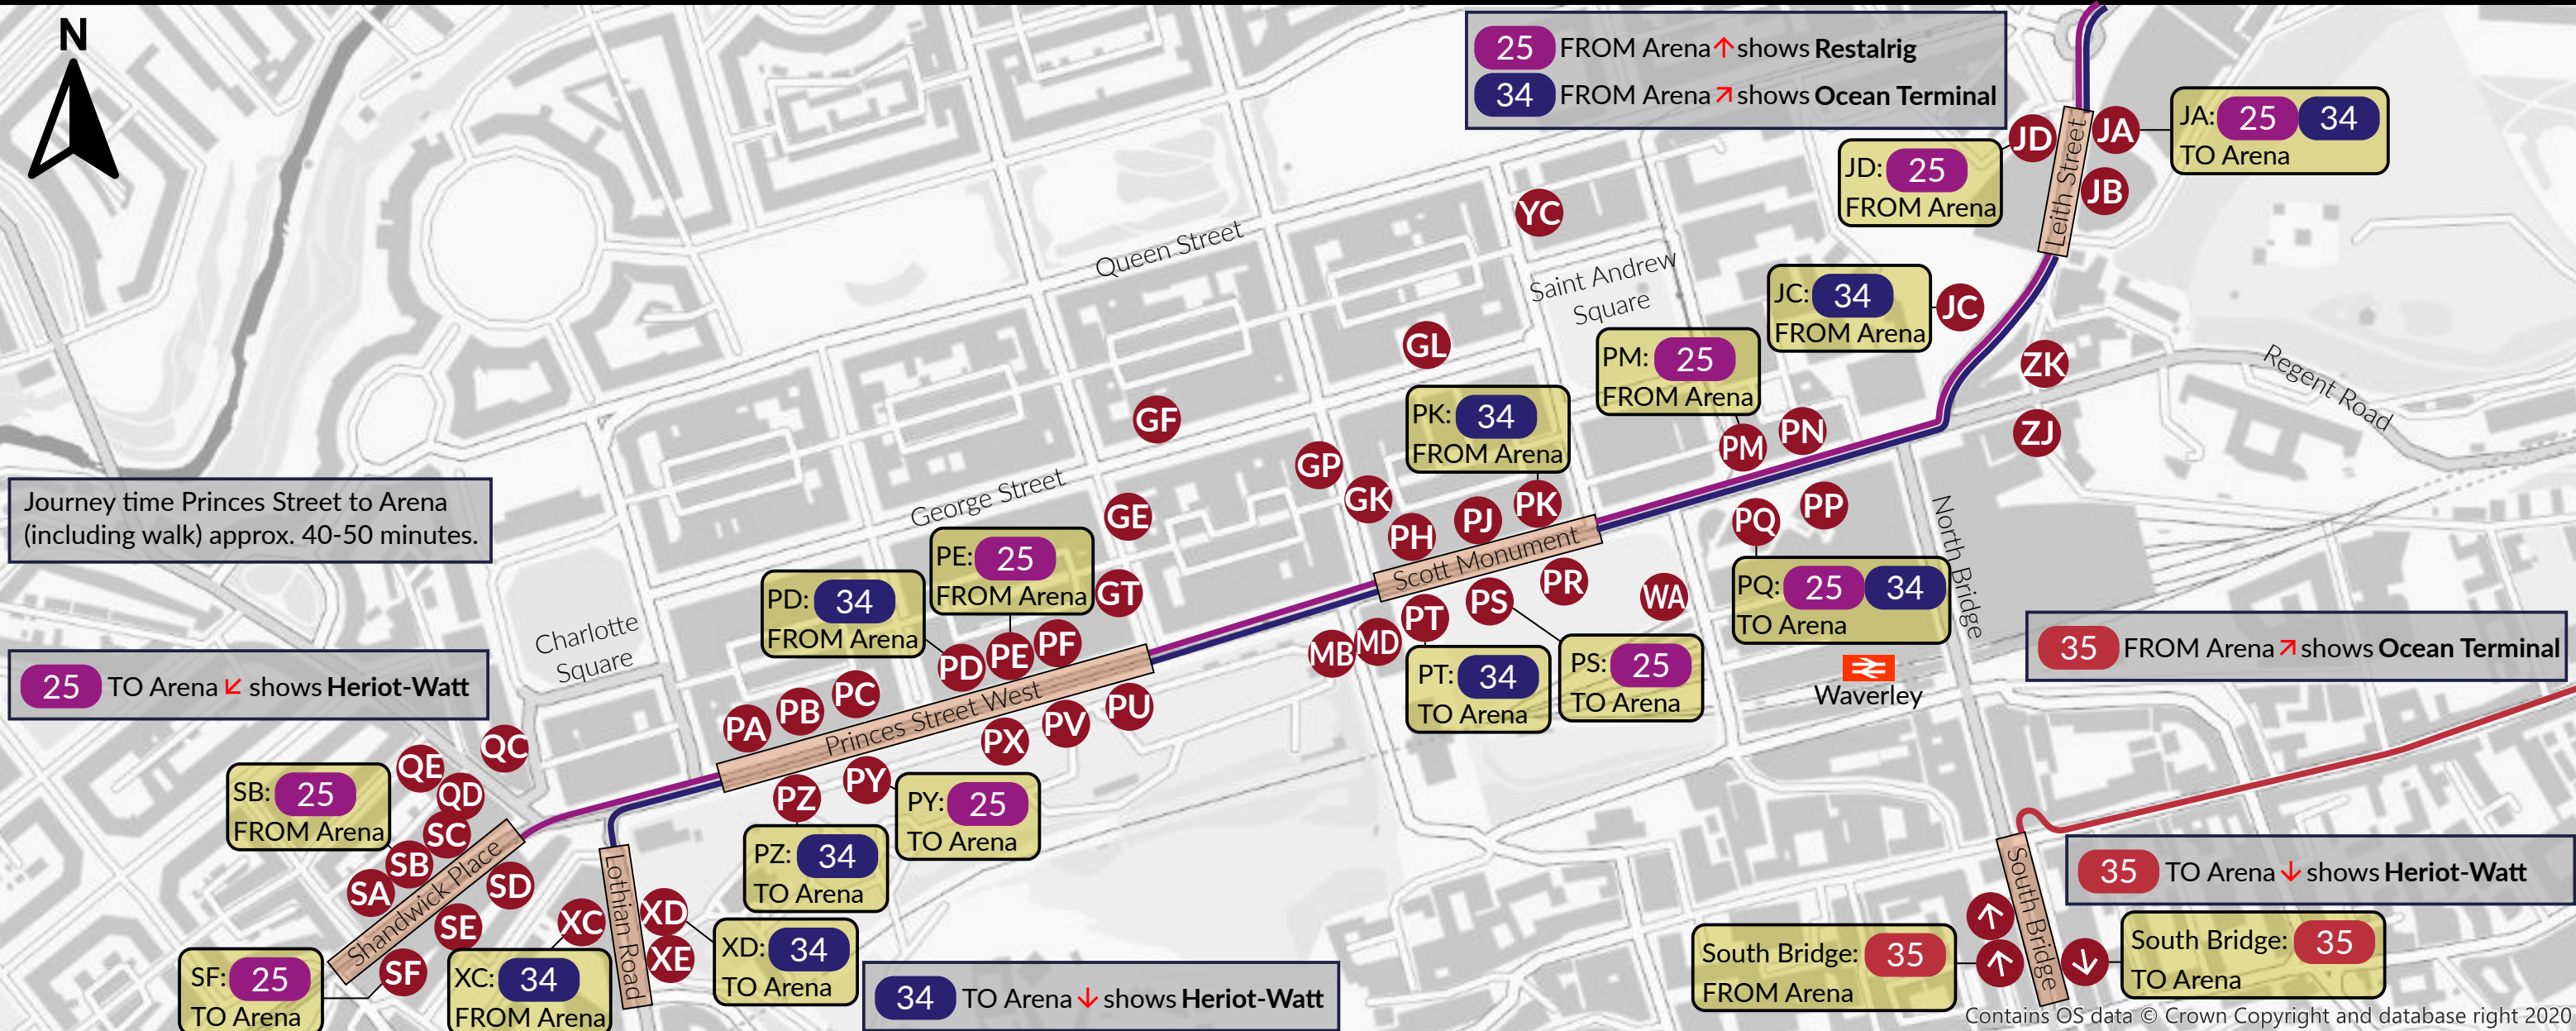 N
25 FROM Arena↑shows Restalrig
34 FROM Arena↗shows Ocean Terminal
JD
JA
JA: 25 34
TO Arena
JD: 25
FROM Arena
JB
Leith Street
YC
Queen Street
Saint Andrew
Square
JC: 34
FROM Arena
JC
GL
PM: 25
FROM Arena
ZK
Regent Road
GF
PK: 34
FROM Arena
PM
PN
ZJ
GP
GK
PH
PJ
PK
PQ
PP
North Bridge
Journey time Princes Street to Arena
(including walk) approx. 40-50 minutes.
George Street
GE
PE: 25
FROM Arena
GT
Scott Monument
PD: 34
FROM Arena
PR
PS
PT
WA
PQ: 25 34
TO Arena
Charlotte
Square
PD
PE
PF
MB
MD
PT: 34
TO Arena
PS: 25
TO Arena
Waverley
35 FROM Arena↗shows Ocean Terminal
25 TO Arena↙shows Heriot-Watt
PA
PB
PC
Princes Street West
PX
PV
PU
QC
QE
QD
SB: 25
FROM Arena
SC
SB
SA
Shandwick Place
SD
SE
SF
PZ
PY
PY: 25
TO Arena
PZ: 34
TO Arena
SF: 25
TO Arena
XC
XC: 34
FROM Arena
Lothian Road
XD
XE
XD: 34
TO Arena
34 TO Arena↓shows Heriot-Watt
35 TO Arena↓shows Heriot-Watt
South Bridge
South Bridge: 35
FROM Arena
South Bridge: 35
TO Arena
Contains OS data © Crown Copyright and database right 2020